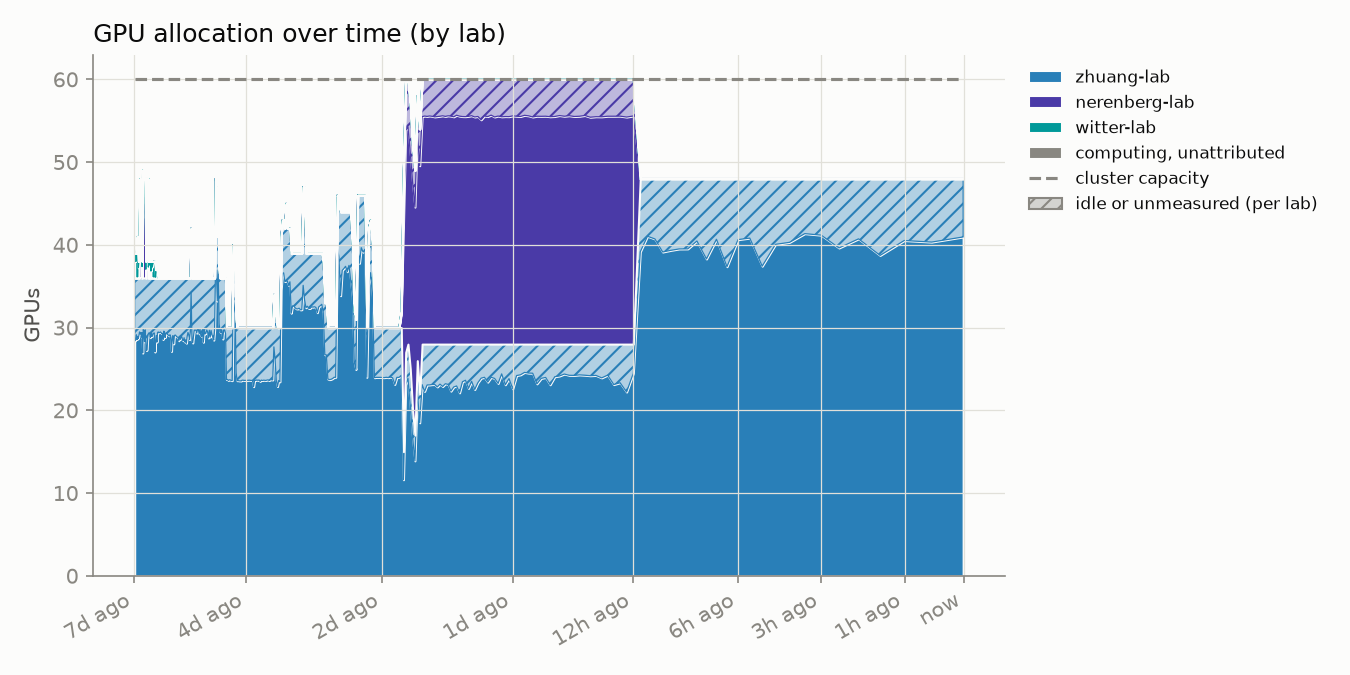 GPU allocation over time (by lab)
GPUs
60
50
40
30
20
10
0
7d ago
4d ago
2d ago
1d ago
12h ago
6h ago
3h ago
1h ago
now
zhuang-lab
nerenberg-lab
witter-lab
computing, unattributed
cluster capacity
idle or unmeasured (per lab)